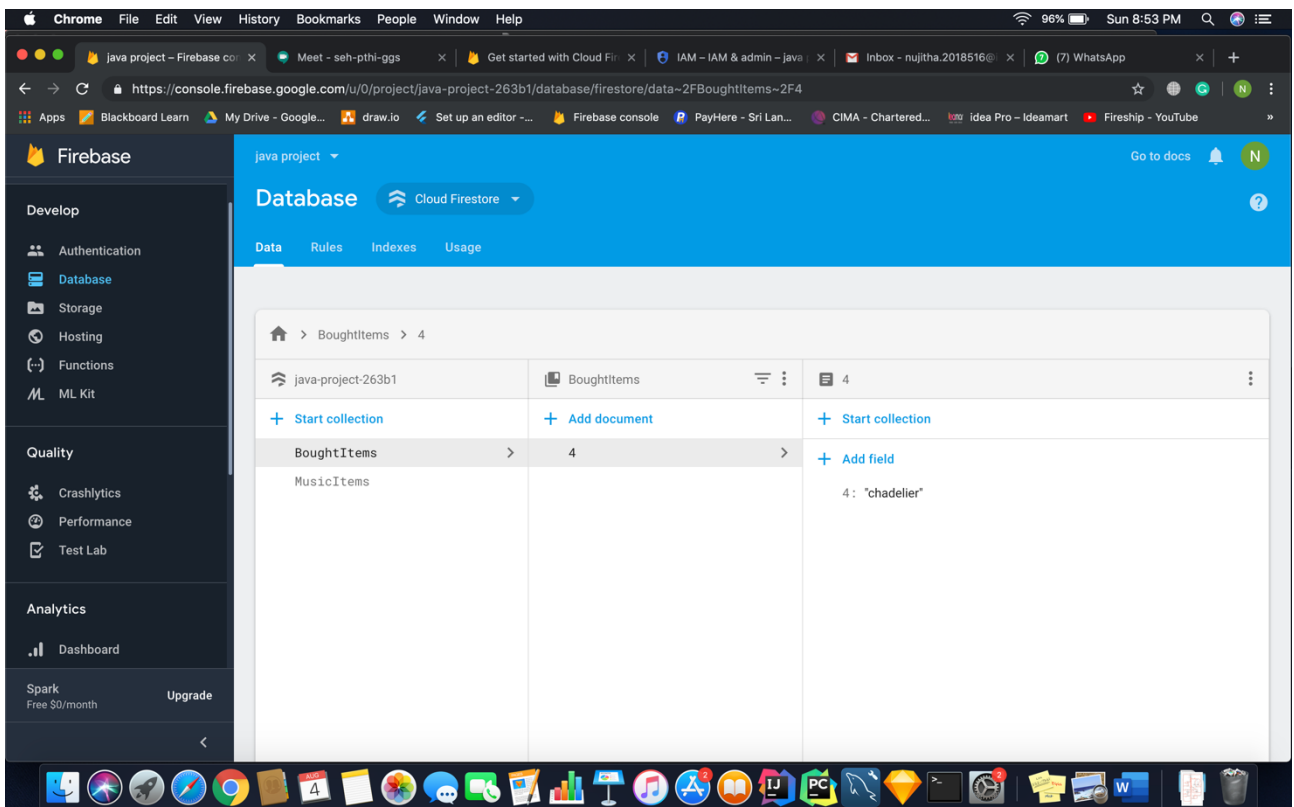 Chrome File Edit View History Bookmarks People Window Help 96% Sun 8:53 PM
java project – Firebase con Meet - seh-pthi-ggs Get started with Cloud Fir IAM – IAM & admin – java Inbox - nujitha.2018516@ (7) WhatsApp
https://console.firebase.google.com/u/0/project/java-project-263b1/database/firestore/data~2FBoughtItems~2F4 N
Apps Blackboard Learn My Drive - Google... draw.io Set up an editor -... Firebase console PayHere - Sri Lan... CIMA - Chartered... idea Pro – Ideamart Fireship - YouTube »
Firebase
java project
Go to docs N
Database Cloud Firestore
Data Rules Indexes Usage
Develop
Authentication
Database
Storage
Hosting
Functions
ML Kit
Quality
Crashlytics
Performance
Test Lab
Analytics
Dashboard
Spark
Free $0/month
Upgrade
BoughtItems > 4
java-project-263b1 BoughtItems 4
+ Start collection + Add document + Start collection
BoughtItems 4 + Add field
MusicItems 4: "chadelier"
AUG
4 2 IJ PC 2 W